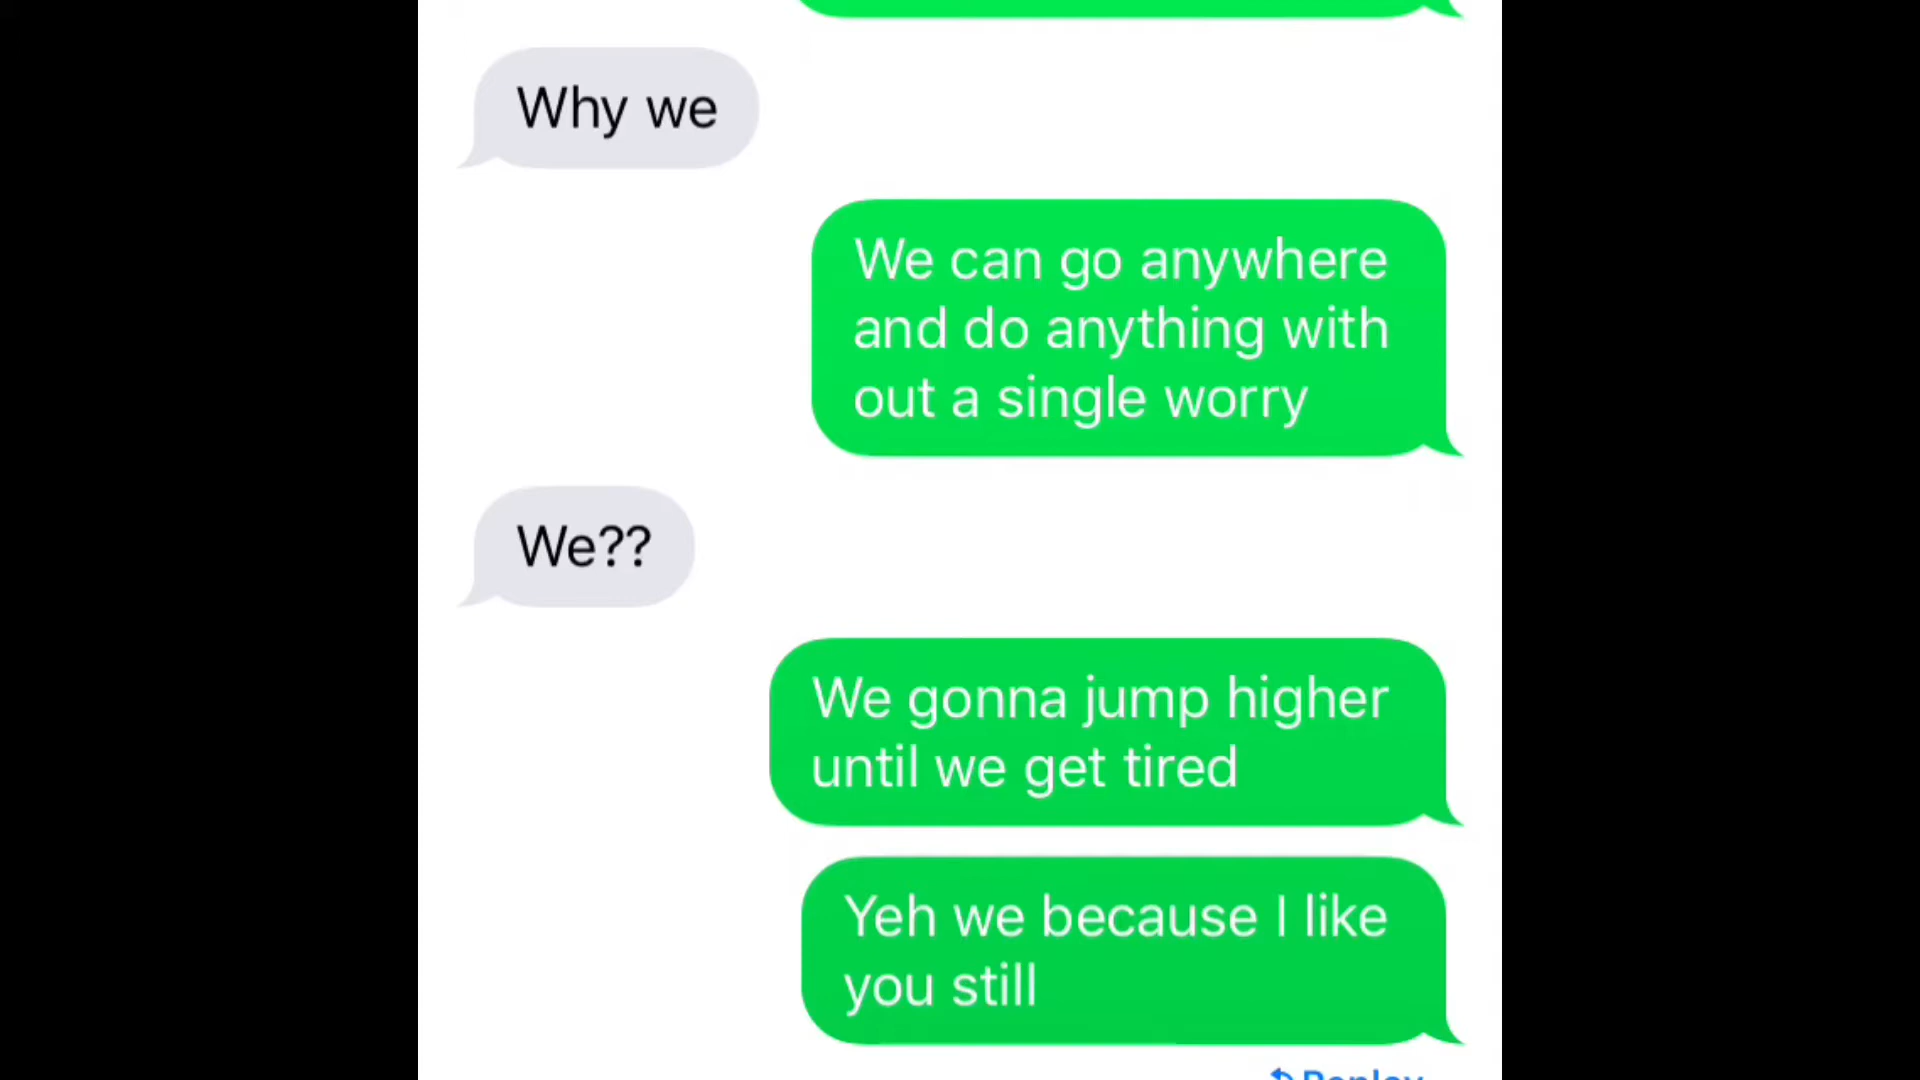 Why we
We can go anywhere
and do anything with
out a single worry
We??
We gonna jump higher
until we get tired
Yeh we because I like
you still
Replay